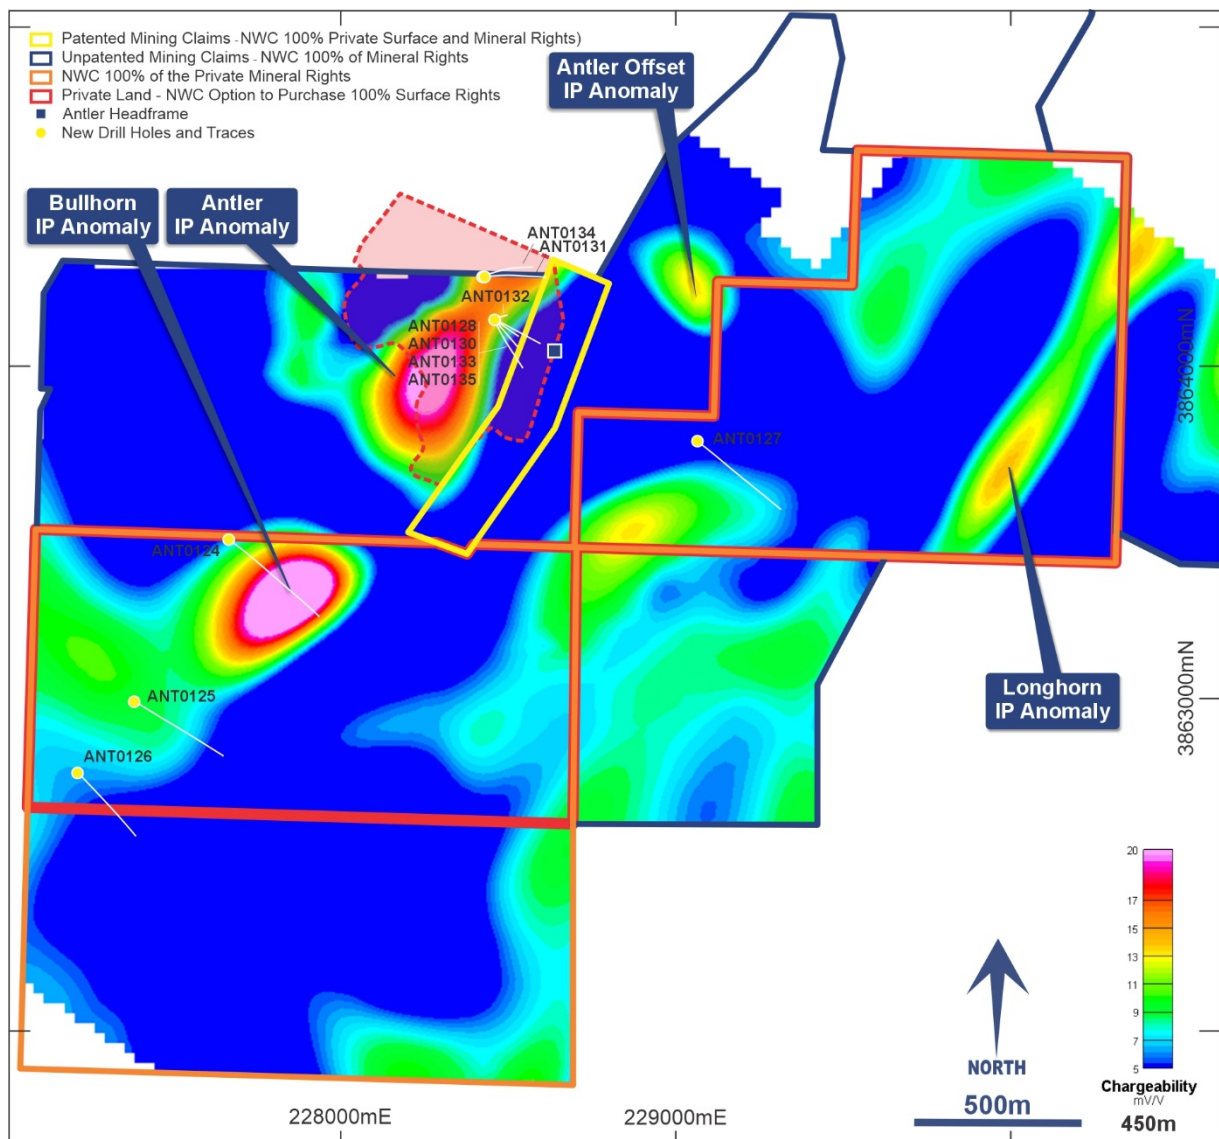 Patented Mining Claims - NWC 100% Private Surface and Mineral Rights)
Unpatented Mining Claims - NWC 100% of Mineral Rights
NWC 100% of the Private Mineral Rights
Private Land - NWC Option to Purchase 100% Surface Rights
Antler Headframe
New Drill Holes and Traces
Antler Offset
IP Anomaly
Bullhorn
IP Anomaly
Antler
IP Anomaly
ANT0134
ANT0131
ANT0132
ANT0128
ANT0130
ANT0133
ANT0135
3864000mN
ANT0127
ANT0124
ANT0125
ANT0126
Longhorn
IP Anomaly
3863000mN
20
17
15
13
11
9
7
5
Chargeability
mV/V
450m
NORTH
500m
228000mE
229000mE